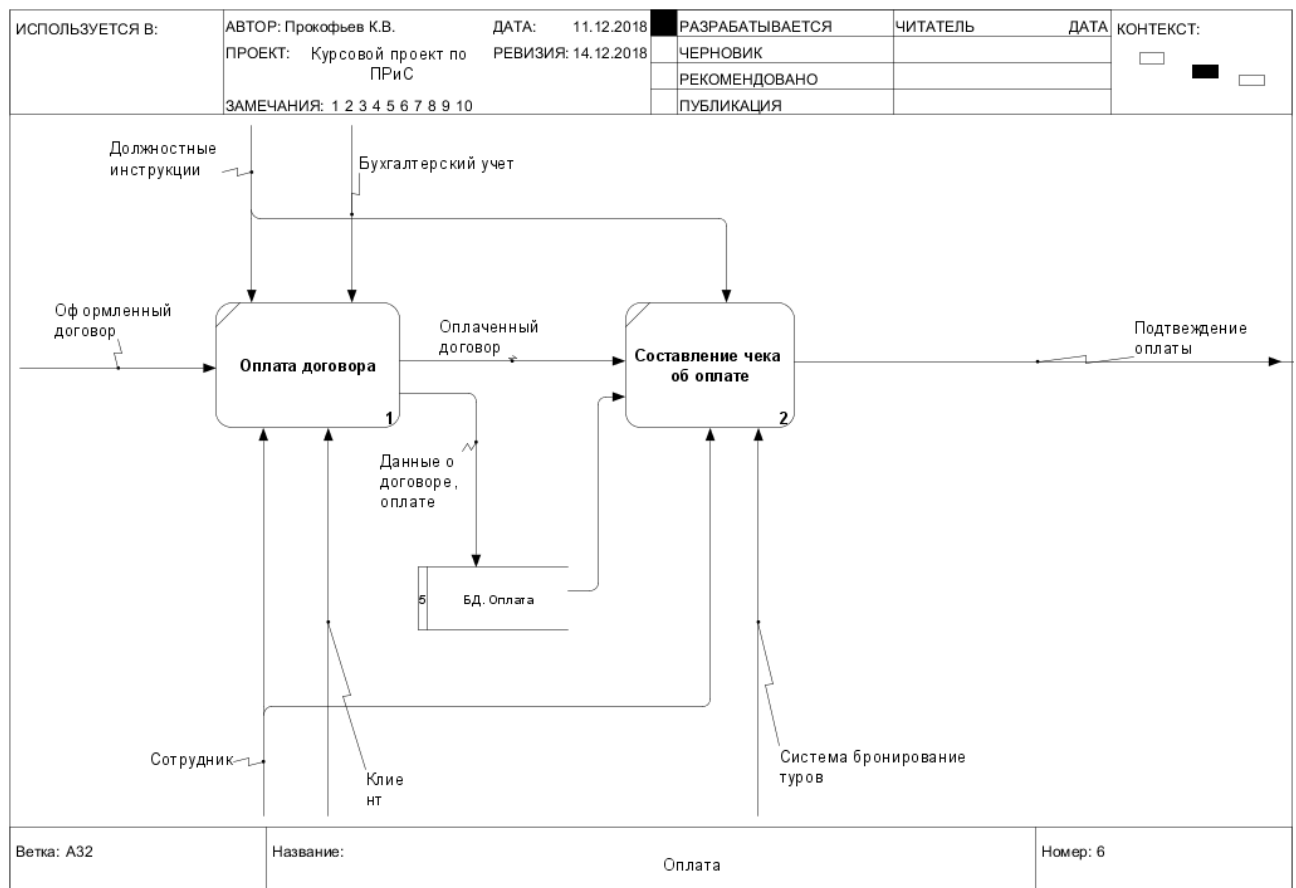 ИСПОЛЬЗУЕТСЯ В:
АВТОР: Прокофьев К.В.
ДАТА: 11.12.2018
ПРОЕКТ: Курсовой проект по
ПРиС
РЕВИЗИЯ: 14.12.2018
ЗАМЕЧАНИЯ: 1 2 3 4 5 6 7 8 9 10
РАЗРАБАТЫВАЕТСЯ
ЧЕРНОВИК
РЕКОМЕНДОВАНО
ПУБЛИКАЦИЯ
ЧИТАТЕЛЬ
ДАТА
КОНТЕКСТ:
Должностные
инструкции
Бухгалтерский учет
Оформленный
договор
Оплата договора
1
Оплаченный
договор
Составление чека
об оплате
2
Подтвеждение
оплаты
Данные о
договоре,
оплате
5
БД. Оплата
Сотрудник
Клие
нт
Система бронирование
туров
Ветка: A32
Название:
Оплата
Номер: 6